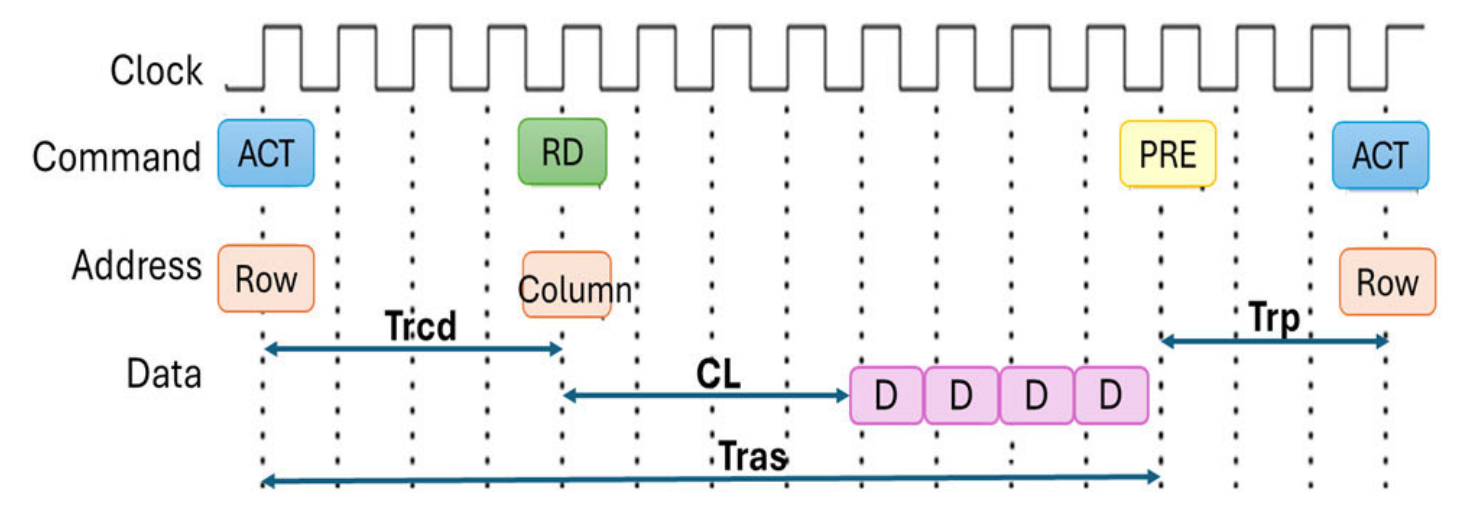 Clock
Command ACT RD PRE ACT
Address Row Column Row
Trcd Trp
Data CL D D D D
Tras